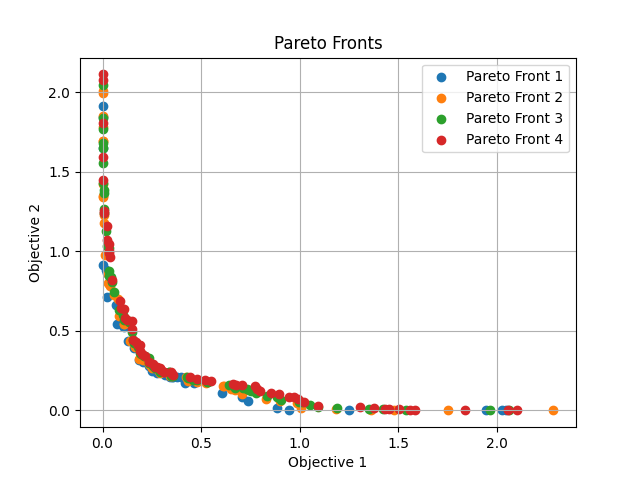 Pareto Fronts
Pareto Front 1
Pareto Front 2
Pareto Front 3
Pareto Front 4
Objective 2
2.0
1.5
1.0
0.5
0.0
0.0
0.5
1.0
1.5
2.0
Objective 1